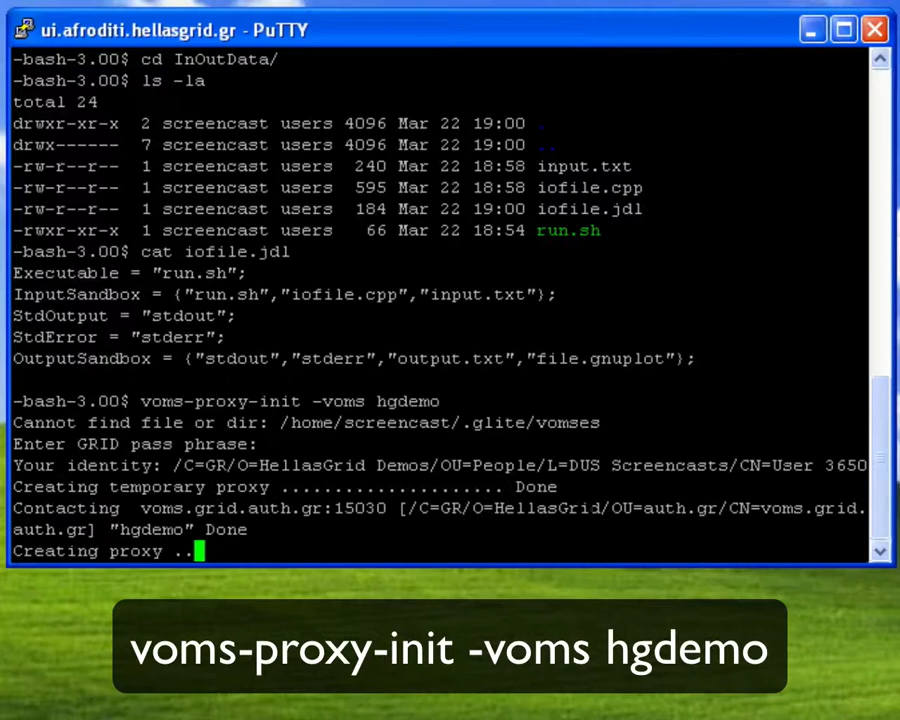 ui.afroditi.hellasgrid.gr - PuTTY
-bash-3.00$ cd InOutData/
-bash-3.00$ ls -la
total 24
drwxr-xr-x 2 screencast users 4096 Mar 22 19:00 .
drwx------ 7 screencast users 4096 Mar 22 19:00 ..
-rw-r--r-- 1 screencast users 240 Mar 22 18:58 input.txt
-rw-r--r-- 1 screencast users 595 Mar 22 18:58 iofile.cpp
-rw-r--r-- 1 screencast users 184 Mar 22 19:00 iofile.jdl
-rwxr-xr-x 1 screencast users 66 Mar 22 18:54 run.sh
-bash-3.00$ cat iofile.jdl
Executable = "run.sh";
InputSandbox = {"run.sh","iofile.cpp","input.txt"};
StdOutput = "stdout";
StdError = "stderr";
OutputSandbox = {"stdout","stderr","output.txt","file.gnuplot"};
-bash-3.00$ voms-proxy-init -voms hgdemo
Cannot find file or dir: /home/screencast/.glite/vomses
Enter GRID pass phrase:
Your identity: /C=GR/O=HellasGrid Demos/OU=People/L=DUS Screencasts/CN=User 3650
Creating temporary proxy ..................... Done
Contacting  voms.grid.auth.gr:15030 [/C=GR/O=HellasGrid/OU=auth.gr/CN=voms.grid.
auth.gr] "hgdemo" Done
Creating proxy ..
voms-proxy-init -voms hgdemo